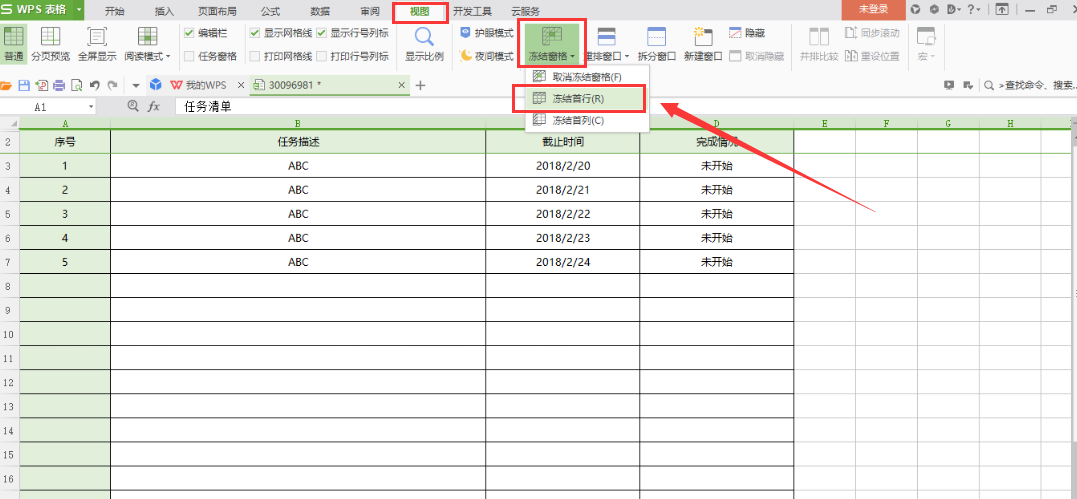 S WPS 表格 开始 插入 页面布局 公式 数据 审阅 视图 开发工具 云服务 未登录
普通 分页预览 全屏显示 阅读模式 编辑栏 任务窗格 显示网格线 打印网格线 显示行号列标 打印行号列标 显示比例 护眼模式 夜间模式 冻结窗格 重排窗口 拆分窗口 新建窗口 隐藏 取消隐藏 并排比较 同步滚动 重设位置 宏
取消冻结窗格(F)
冻结首行(R)
冻结首列(C)
我的WPS × 30096981 * × + >查找命令、搜索...
A1 fx 任务清单
A B D E F G H
2 序号 任务描述 截止时间 完成情况
3 1 ABC 2018/2/20 未开始
4 2 ABC 2018/2/21 未开始
5 3 ABC 2018/2/22 未开始
6 4 ABC 2018/2/23 未开始
7 5 ABC 2018/2/24 未开始
8
9
10
11
12
13
14
15
16